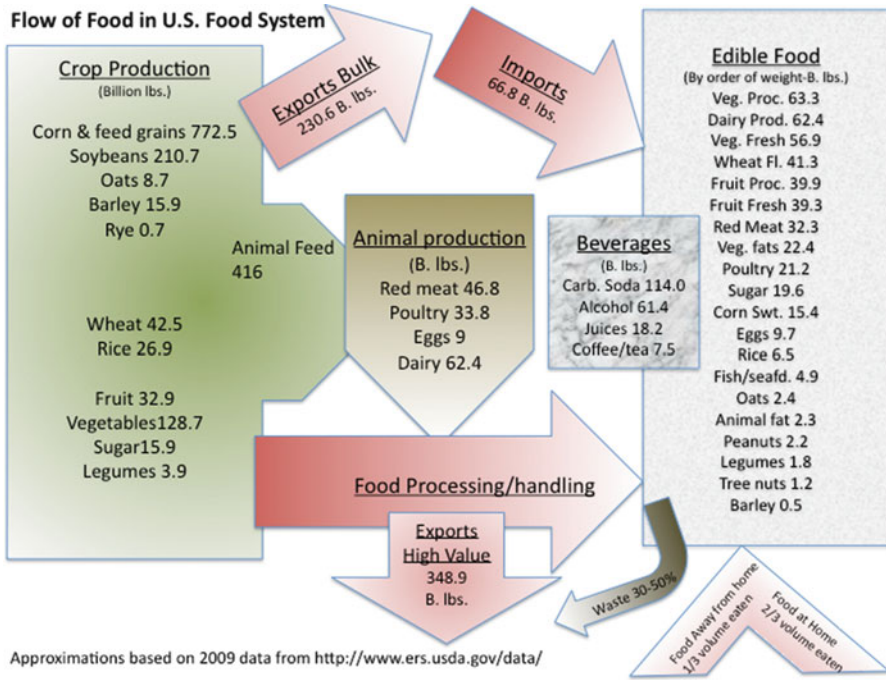 Flow of Food in U.S. Food System
Crop Production
(Billion lbs.)
Corn & feed grains 772.5
Soybeans 210.7
Oats 8.7
Barley 15.9
Rye 0.7
Wheat 42.5
Rice 26.9
Fruit 32.9
Vegetables128.7
Sugar15.9
Legumes 3.9
Animal Feed
416
Exports Bulk
230.6 B. lbs.
Imports
66.8 B. lbs.
Animal production
(B. lbs.)
Red meat 46.8
Poultry 33.8
Eggs 9
Dairy 62.4
Beverages
(B. lbs.)
Carb. Soda 114.0
Alcohol 61.4
Juices 18.2
Coffee/tea 7.5
Edible Food
(By order of weight-B. lbs.)
Veg. Proc. 63.3
Dairy Prod. 62.4
Veg. Fresh 56.9
Wheat Fl. 41.3
Fruit Proc. 39.9
Fruit Fresh 39.3
Red Meat 32.3
Veg. fats 22.4
Poultry 21.2
Sugar 19.6
Corn Swt. 15.4
Eggs 9.7
Rice 6.5
Fish/seafd. 4.9
Oats 2.4
Animal fat 2.3
Peanuts 2.2
Legumes 1.8
Tree nuts 1.2
Barley 0.5
Food Processing/handling
Exports
High Value
348.9
B. lbs.
Waste 30-50%
Food Away from home
1/3 volume eaten
Food at Home
2/3 volume eaten
Approximations based on 2009 data from http://www.ers.usda.gov/data/